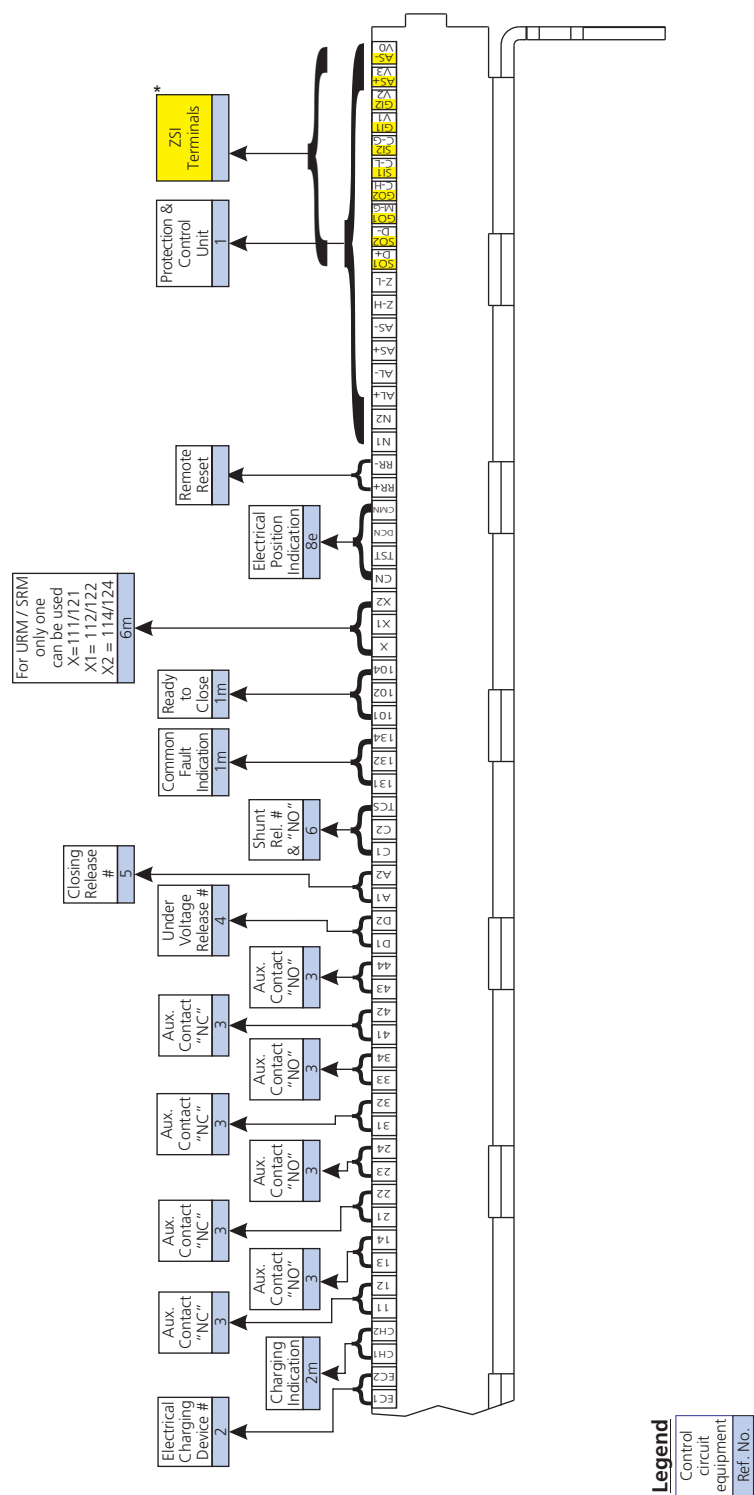 Electrical
Charging
Device #
2
Charging
Indication
2m
Aux.
Contact
“NC”
3
Aux.
Contact
“NO”
3
Aux.
Contact
“NC”
3
Aux.
Contact
“NO”
3
Aux.
Contact
“NC”
3
Aux.
Contact
“NO”
3
Aux.
Contact
“NC”
3
Aux.
Contact
“NO”
3
Under
Voltage
Release #
4
Closing
Release
#
5
Shunt
Rel. #
& “NO”
6
Common
Fault
Indication
1m
Ready
to
Close
1m
For URM / SRM
only one
can be used
X=111/121
X1= 112/122
X2 = 114/124
6m
Electrical
Position
Indication
8e
Remote
Reset
Protection &
Control
Unit
1
ZSI
Terminals
*
EC1
EC2
CH1
CH2
11
12
13
14
21
22
23
24
31
32
33
34
41
42
43
44
D1
D2
A1
A2
C1
C2
TCS
131
132
134
101
102
104
X
X1
X2
CN
TST
DCN
CMN
RR+
RR-
N1
N2
AL+
AL-
AS+
AS-
Z-H
Z-L
D+
SO1
D-
SO2
M-G
GO1
C-H
GO2
C-L
SI1
C-G
SI2
V1
GI1
V2
GI2
V3
AS+
V0
AS-
Legend
Control
circuit
equipment
Ref. No.